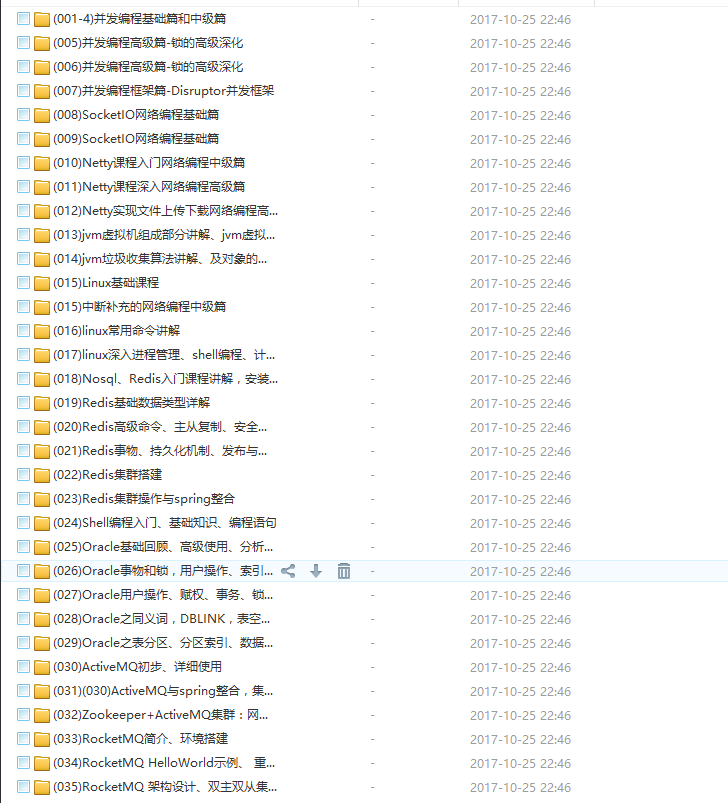 (001-4)并发编程基础篇和中级篇 - 2017-10-25 22:46
(005)并发编程高级篇-锁的高级深化 - 2017-10-25 22:46
(006)并发编程高级篇-锁的高级深化 - 2017-10-25 22:46
(007)并发编程框架篇-Disruptor并发框架 - 2017-10-25 22:46
(008)SocketIO网络编程基础篇 - 2017-10-25 22:46
(009)SocketIO网络编程基础篇 - 2017-10-25 22:46
(010)Netty课程入门网络编程中级篇 - 2017-10-25 22:46
(011)Netty课程深入网络编程高级篇 - 2017-10-25 22:46
(012)Netty实现文件上传下载网络编程高... - 2017-10-25 22:46
(013)jvm虚拟机组成部分讲解、jvm虚拟... - 2017-10-25 22:46
(014)jvm垃圾收集算法讲解、及对象的... - 2017-10-25 22:46
(015)Linux基础课程 - 2017-10-25 22:46
(015)中断补充的网络编程中级篇 - 2017-10-25 22:46
(016)linux常用命令讲解 - 2017-10-25 22:46
(017)linux深入进程管理、shell编程、计... - 2017-10-25 22:46
(018)Nosql、Redis入门课程讲解，安装... - 2017-10-25 22:46
(019)Redis基础数据类型详解 - 2017-10-25 22:46
(020)Redis高级命令、主从复制、安全... - 2017-10-25 22:46
(021)Redis事物、持久化机制、发布与... - 2017-10-25 22:46
(022)Redis集群搭建 - 2017-10-25 22:46
(023)Redis集群操作与spring整合 - 2017-10-25 22:46
(024)Shell编程入门、基础知识、编程语句 - 2017-10-25 22:46
(025)Oracle基础回顾、高级使用、分析... - 2017-10-25 22:46
(026)Oracle事物和锁，用户操作、索引... - 2017-10-25 22:46
(027)Oracle用户操作、赋权、事务、锁... - 2017-10-25 22:46
(028)Oracle之同义词，DBLINK，表空... - 2017-10-25 22:46
(029)Oracle之表分区、分区索引、数据... - 2017-10-25 22:46
(030)ActiveMQ初步、详细使用 - 2017-10-25 22:46
(031)(030)ActiveMQ与spring整合，集... - 2017-10-25 22:46
(032)Zookeeper+ActiveMQ集群：网... - 2017-10-25 22:46
(033)RocketMQ简介、环境搭建 - 2017-10-25 22:46
(034)RocketMQ HelloWorld示例、 重... - 2017-10-25 22:46
(035)RocketMQ 架构设计、双主双从集... - 2017-10-25 22:46